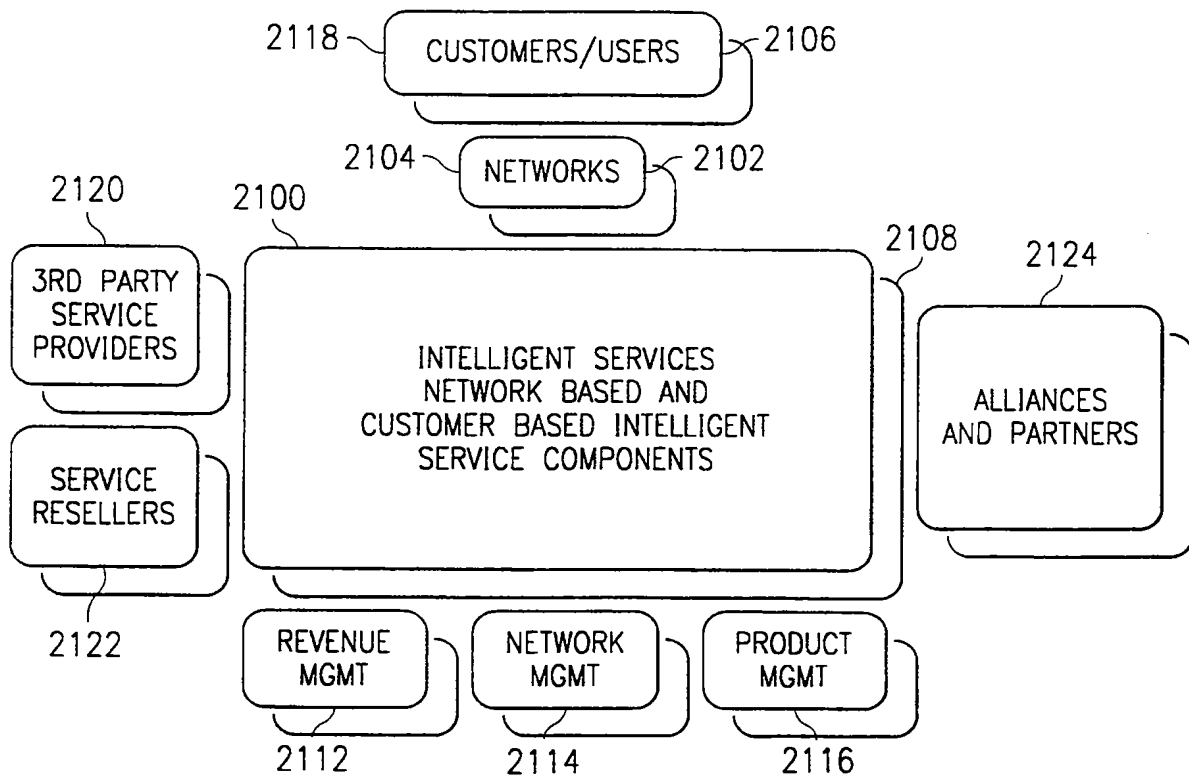 2118
CUSTOMERS/USERS
2106
2104
NETWORKS
2102
2120
2100
2108
2124
3RD PARTY
SERVICE
PROVIDERS
INTELLIGENT SERVICES
NETWORK BASED AND
CUSTOMER BASED INTELLIGENT
SERVICE COMPONENTS
ALLIANCES
AND PARTNERS
SERVICE
RESELLERS
2122
REVENUE
MGMT
NETWORK
MGMT
PRODUCT
MGMT
2112
2114
2116